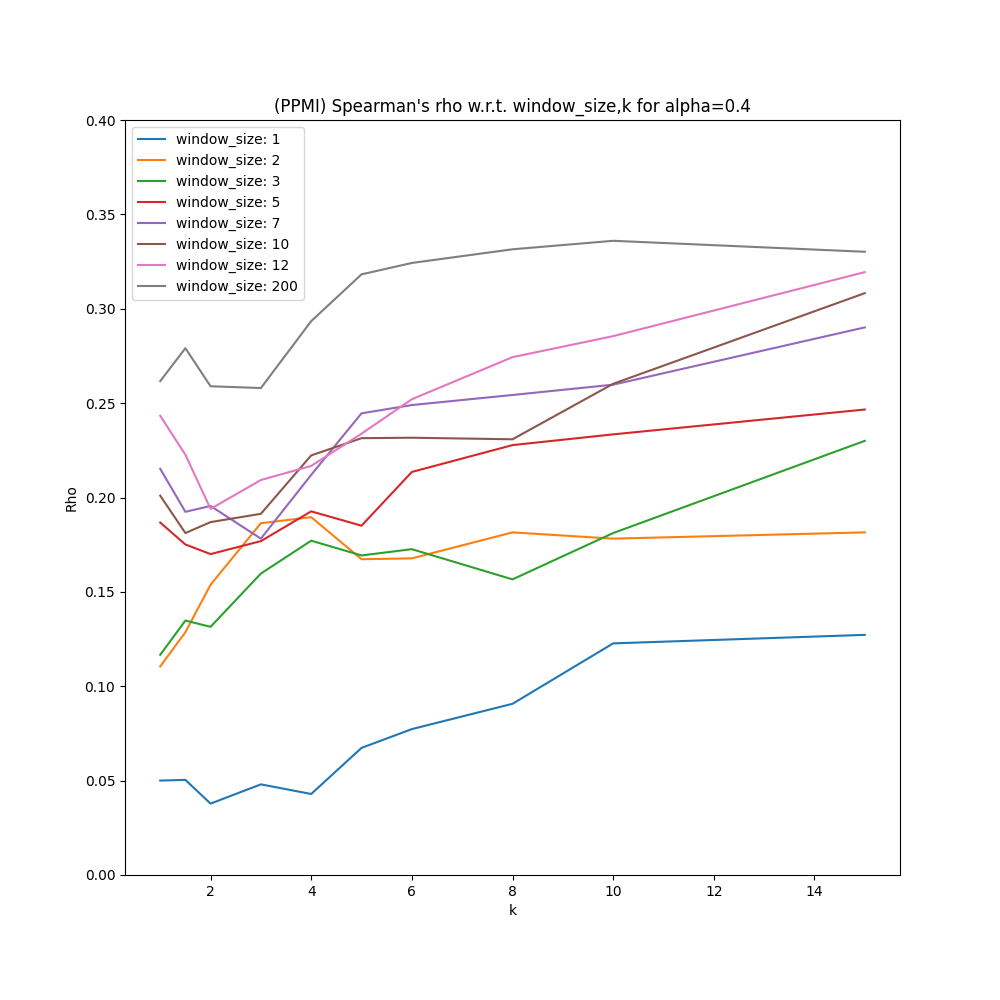 (PPMI) Spearman's rho w.r.t. window_size,k for alpha=0.4
0.40
0.35
0.30
0.25
0.20
0.15
0.10
0.05
0.00
Rho
window_size: 1
window_size: 2
window_size: 3
window_size: 5
window_size: 7
window_size: 10
window_size: 12
window_size: 200
2 4 6 8 10 12 14
k